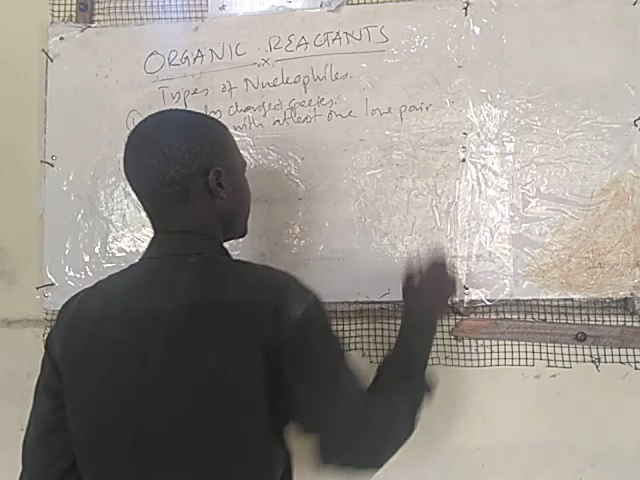 ORGANIC REACTANTS
Types of Nucleophiles.
charged species.
with atleast one lone pair.